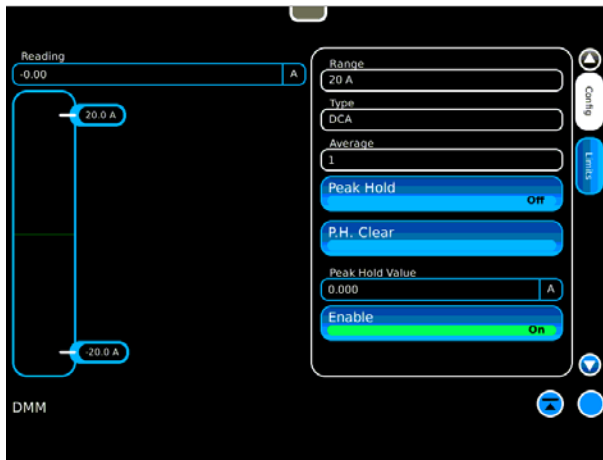 Reading
-0.00 A
20.0 A
-20.0 A
Range
20 A
Type
DCA
Average
1
Peak Hold
Off
P.H. Clear
Peak Hold Value
0.000 A
Enable
On
Config
Limits
DMM